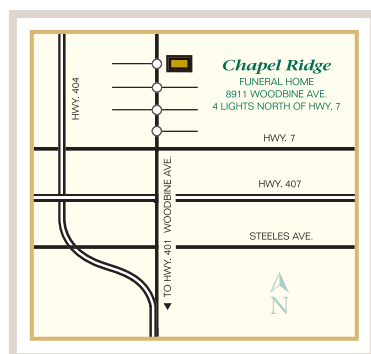 Chapel Ridge
FUNERAL HOME
8911 WOODBINE AVE.
4 LIGHTS NORTH OF HWY. 7
HWY. 404
HWY. 7
HWY. 407
TO HWY. 401 WOODBINE AVE.
STEELES AVE.
N